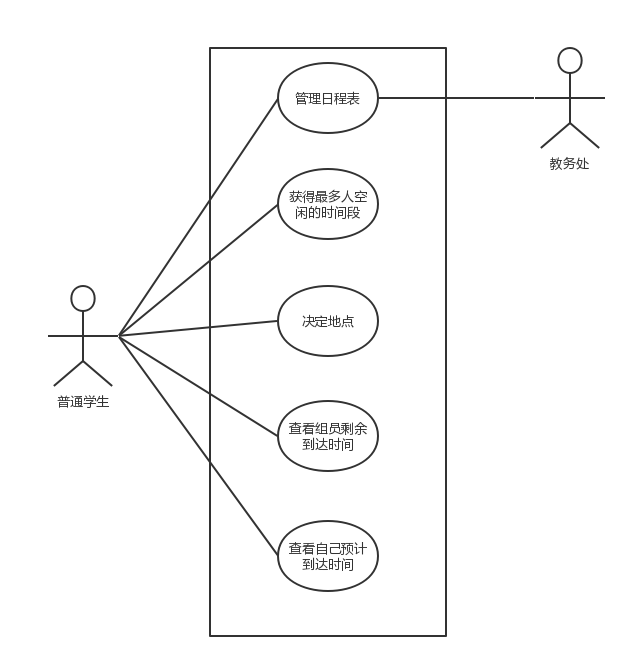 管理日程表
教务处
获得最多人空
闲的时间段
决定地点
普通学生
查看组员剩余
到达时间
查看自己预计
到达时间